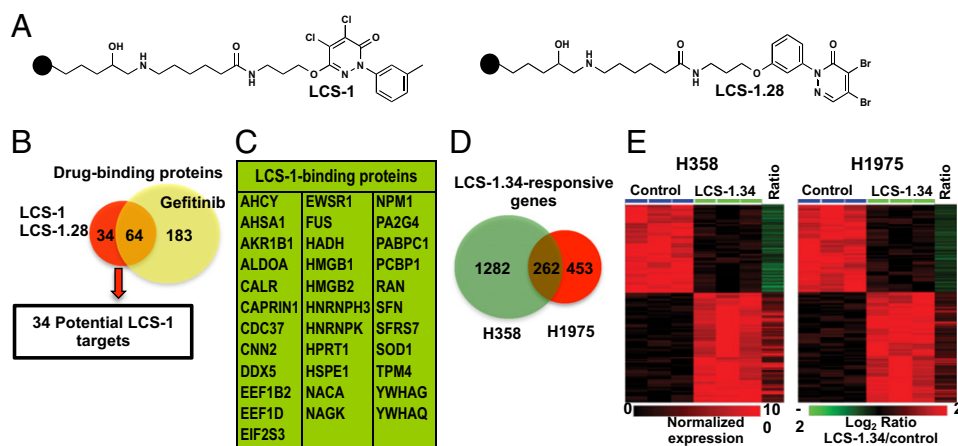 A
OH
N
H
O
N
H
O
Cl
Cl
O
N
N
LCS-1
OH
N
H
O
N
H
O
O
N
N
Br
Br
LCS-1.28
B
Drug-binding proteins
Gefitinib
LCS-1
LCS-1.28
34 64 183
34 Potential LCS-1
targets
C
LCS-1-binding proteins
AHCY EWSR1 NPM1
AHSA1 FUS PA2G4
AKR1B1 HADH PABPC1
ALDOA HMGB1 PCBP1
CALR HMGB2 RAN
CAPRIN1 HNRNPH3 SFN
CDC37 HNRNPK SFRS7
CNN2 HPRT1 SOD1
DDX5 HSPE1 TPM4
EEF1B2 NACA YWHAG
EEF1D NAGK YWHAQ
EIF2S3
D
LCS-1.34-responsive
genes
1282 262 453
H358
H1975
E
H358
Control LCS-1.34 Ratio
H1975
Control LCS-1.34 Ratio
0 10
0
Normalized
expression
-
2
2
Log2 Ratio
LCS-1.34/control